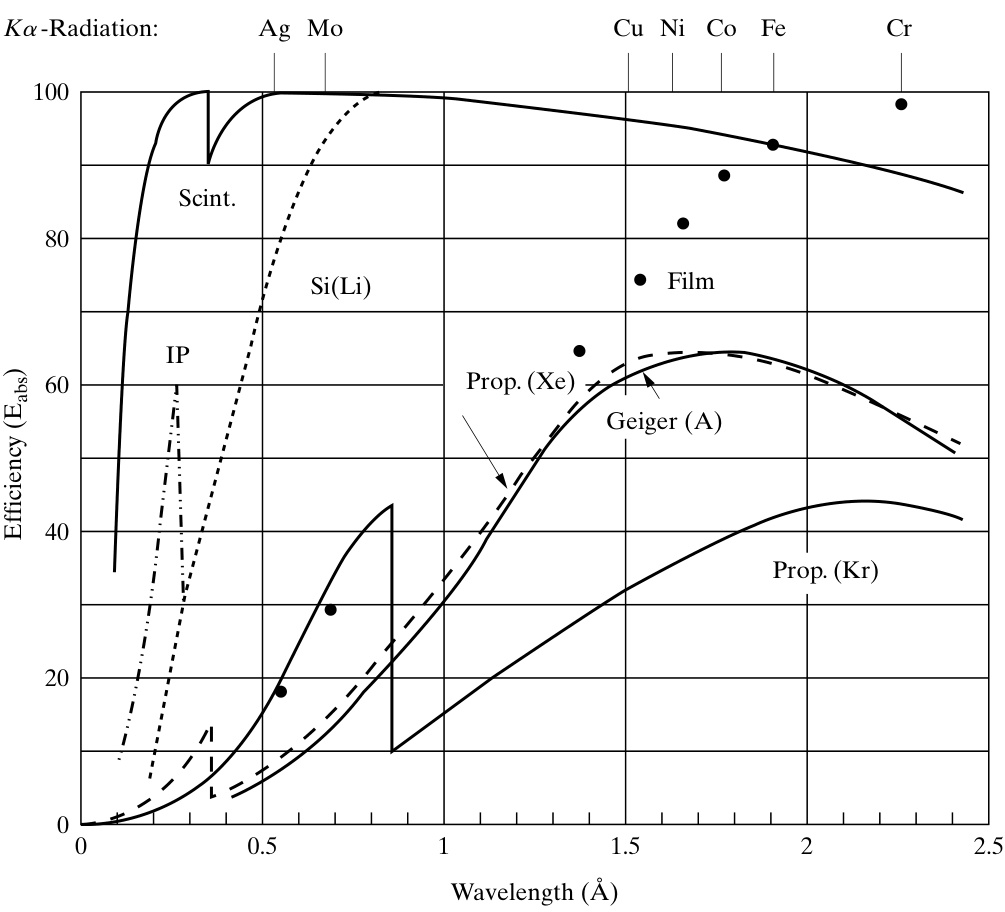 Kα-Radiation: Ag Mo Cu Ni Co Fe Cr
100
Scint.
80
Si(Li)
Film
IP
60
Prop. (Xe)
Geiger (A)
Efficiency (E_abs)
40
Prop. (Kr)
20
0
0 0.5 1 1.5 2 2.5
Wavelength (Å)